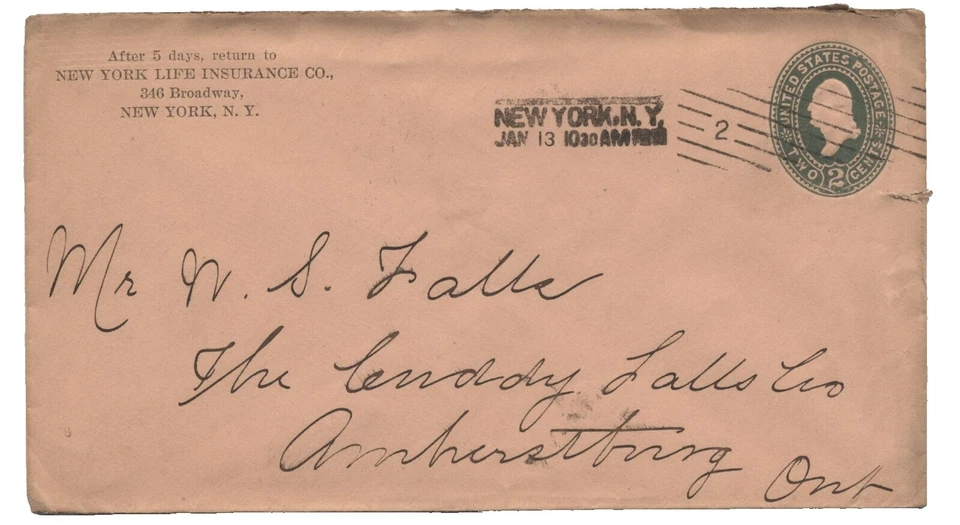 After 5 days, return to
NEW YORK LIFE INSURANCE CO.,
346 Broadway,
NEW YORK, N. Y.
NEW YORK, N.Y.
JAN 13 1030AM
2
UNITED STATES POSTAGE
TWO 2 CENTS
Mr W. S. Falls
The Cuddy Falls Co
Amherstburg
Ont